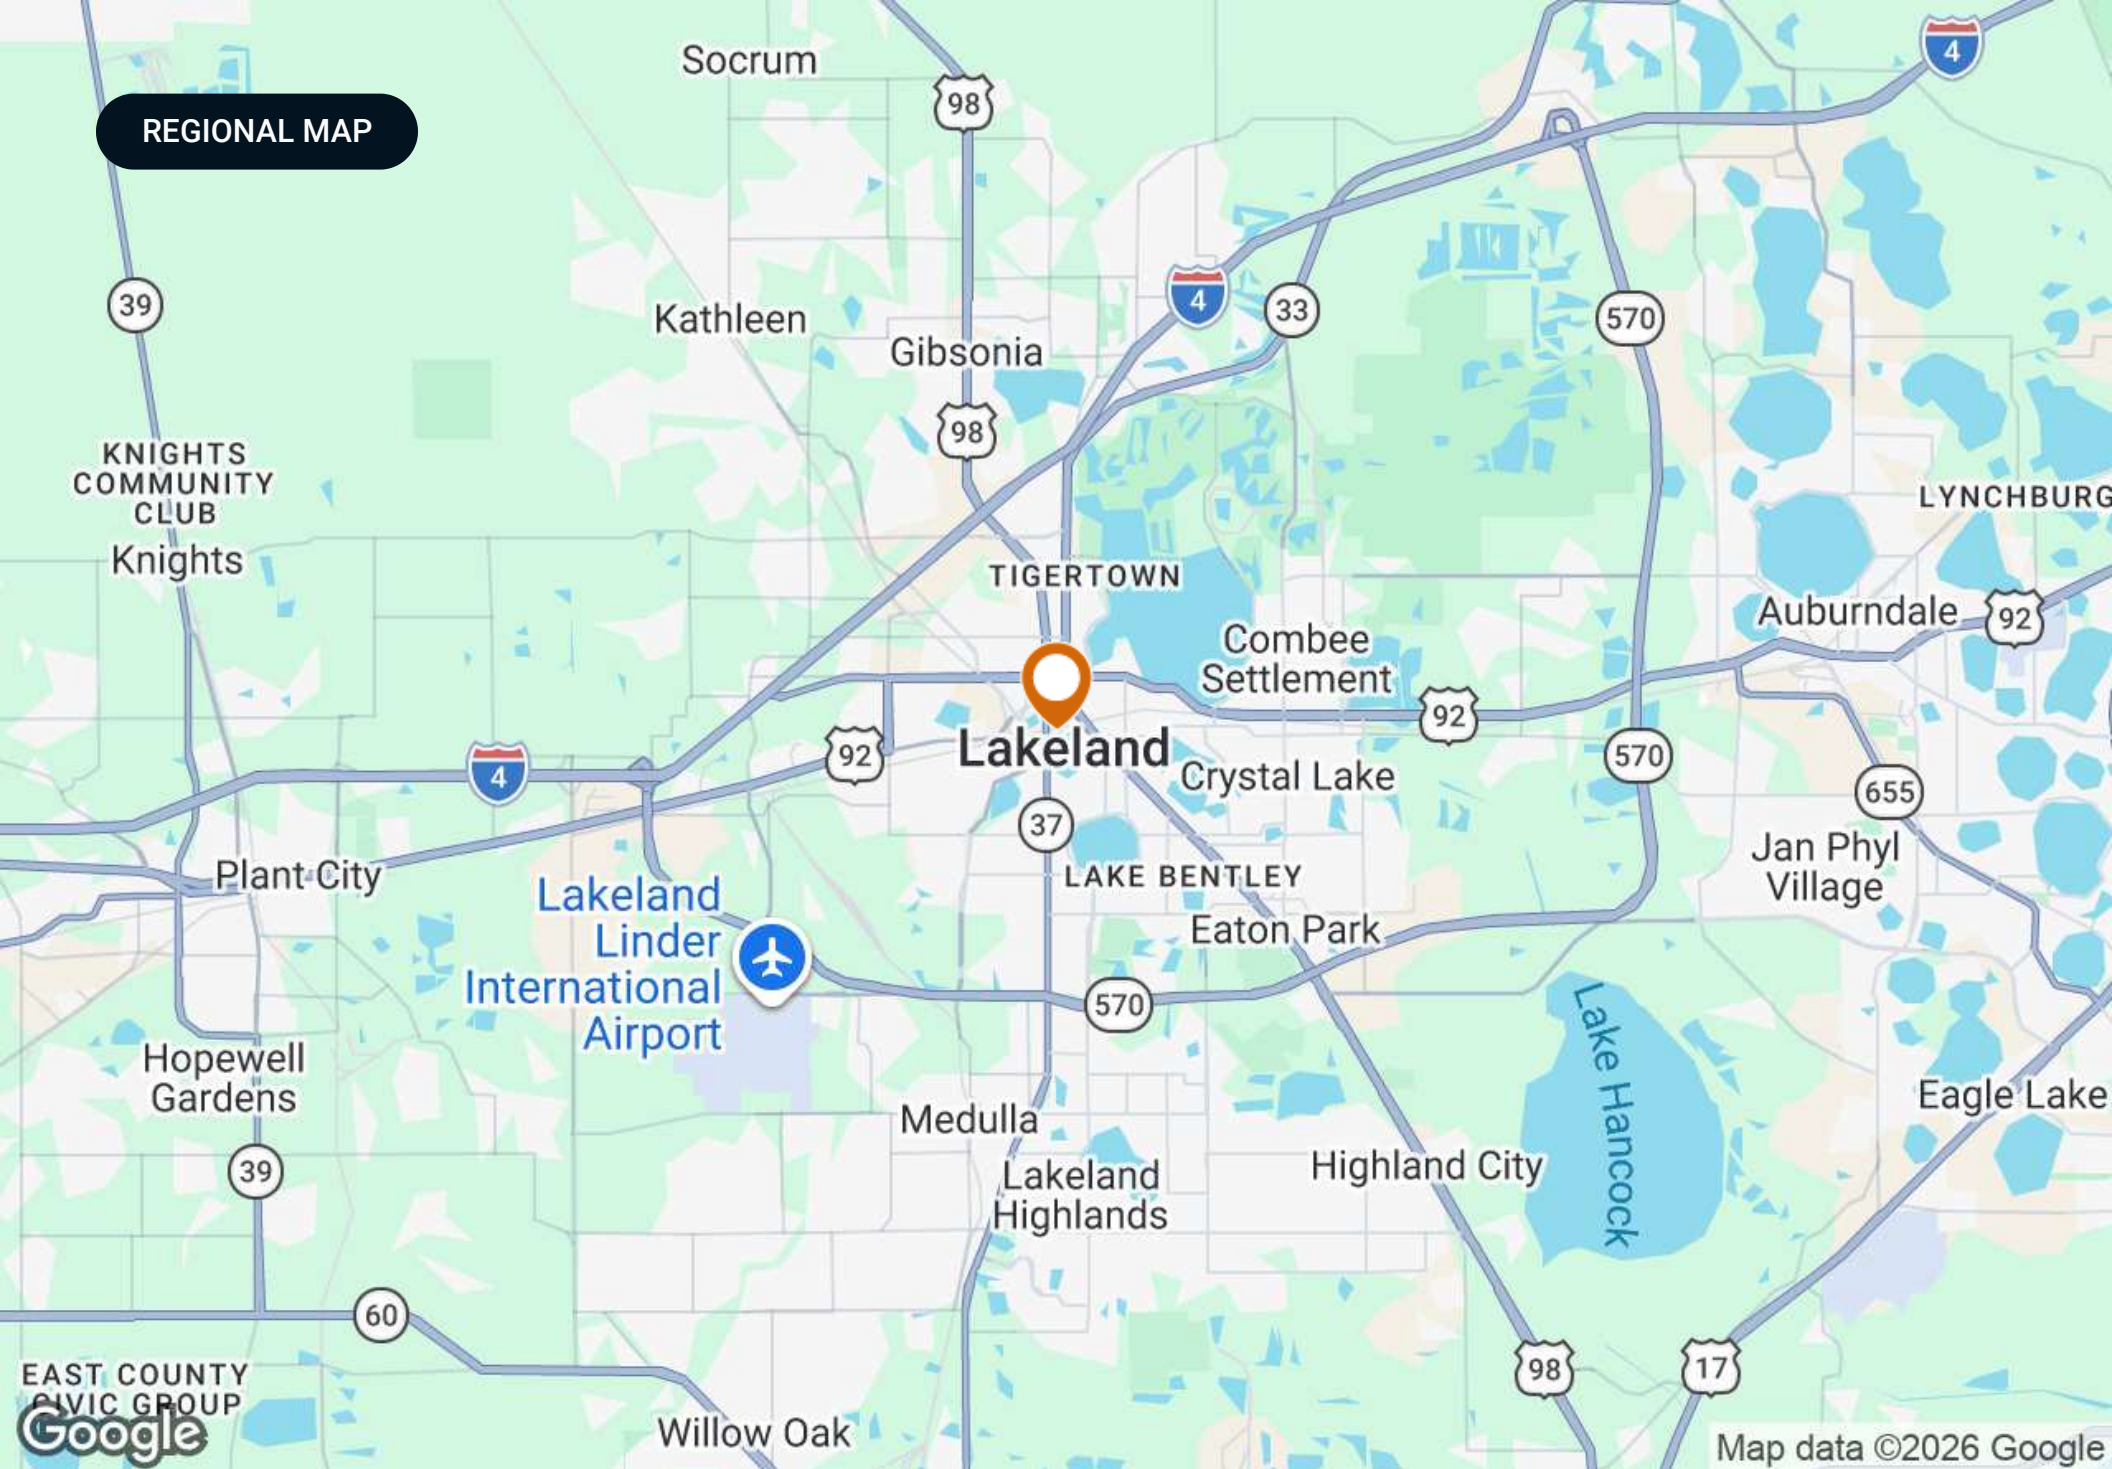 Socrum
4
98
REGIONAL MAP
39
4
33
570
Kathleen
Gibsonia
98
KNIGHTS
COMMUNITY
CLUB
Knights
LYNCHBURG
TIGERTOWN
Auburndale
92
Combee
Settlement
92
Lakeland
92
4
Crystal Lake
570
655
37
Plant City
LAKE BENTLEY
Jan Phyl
Village
Lakeland
Linder
International
Airport
Eaton Park
570
Lake Hancock
Hopewell
Gardens
Eagle Lake
Medulla
39
Lakeland
Highlands
Highland City
60
98
17
EAST COUNTY
CIVIC GROUP
Google
Willow Oak
Map data ©2026 Google